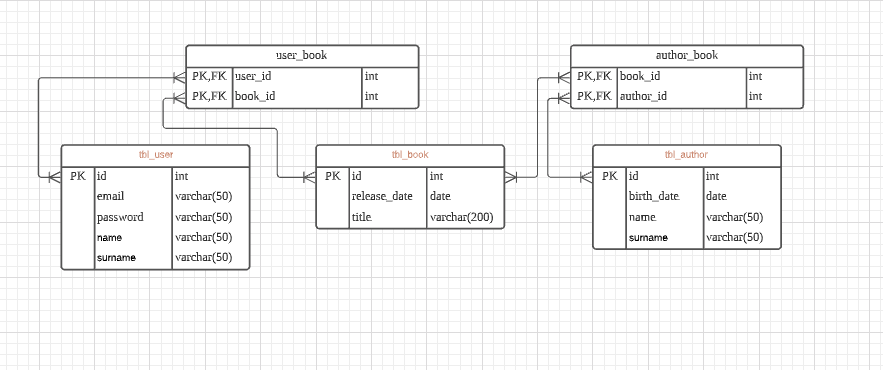 user_book
PK,FK user_id int
PK,FK book_id int
author_book
PK,FK book_id int
PK,FK author_id int
tbl_user
PK id int
email varchar(50)
password varchar(50)
name varchar(50)
surname varchar(50)
tbl_book
PK id int
release_date date
title varchar(200)
tbl_author
PK id int
birth_date date
name varchar(50)
surname varchar(50)